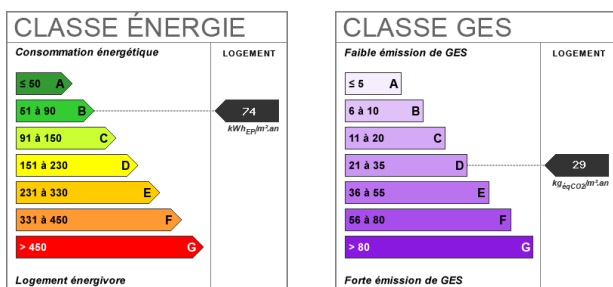 CLASSE ÉNERGIE
Consommation énergétique
LOGEMENT
≤ 50 A
51 à 90 B
74
kWhEP/m².an
91 à 150 C
151 à 230 D
231 à 330 E
331 à 450 F
> 450 G
Logement énergivore
CLASSE GES
Faible émission de GES
LOGEMENT
≤ 5 A
6 à 10 B
11 à 20 C
21 à 35 D
29
kgéqCO2/m².an
36 à 55 E
56 à 80 F
> 80 G
Forte émission de GES